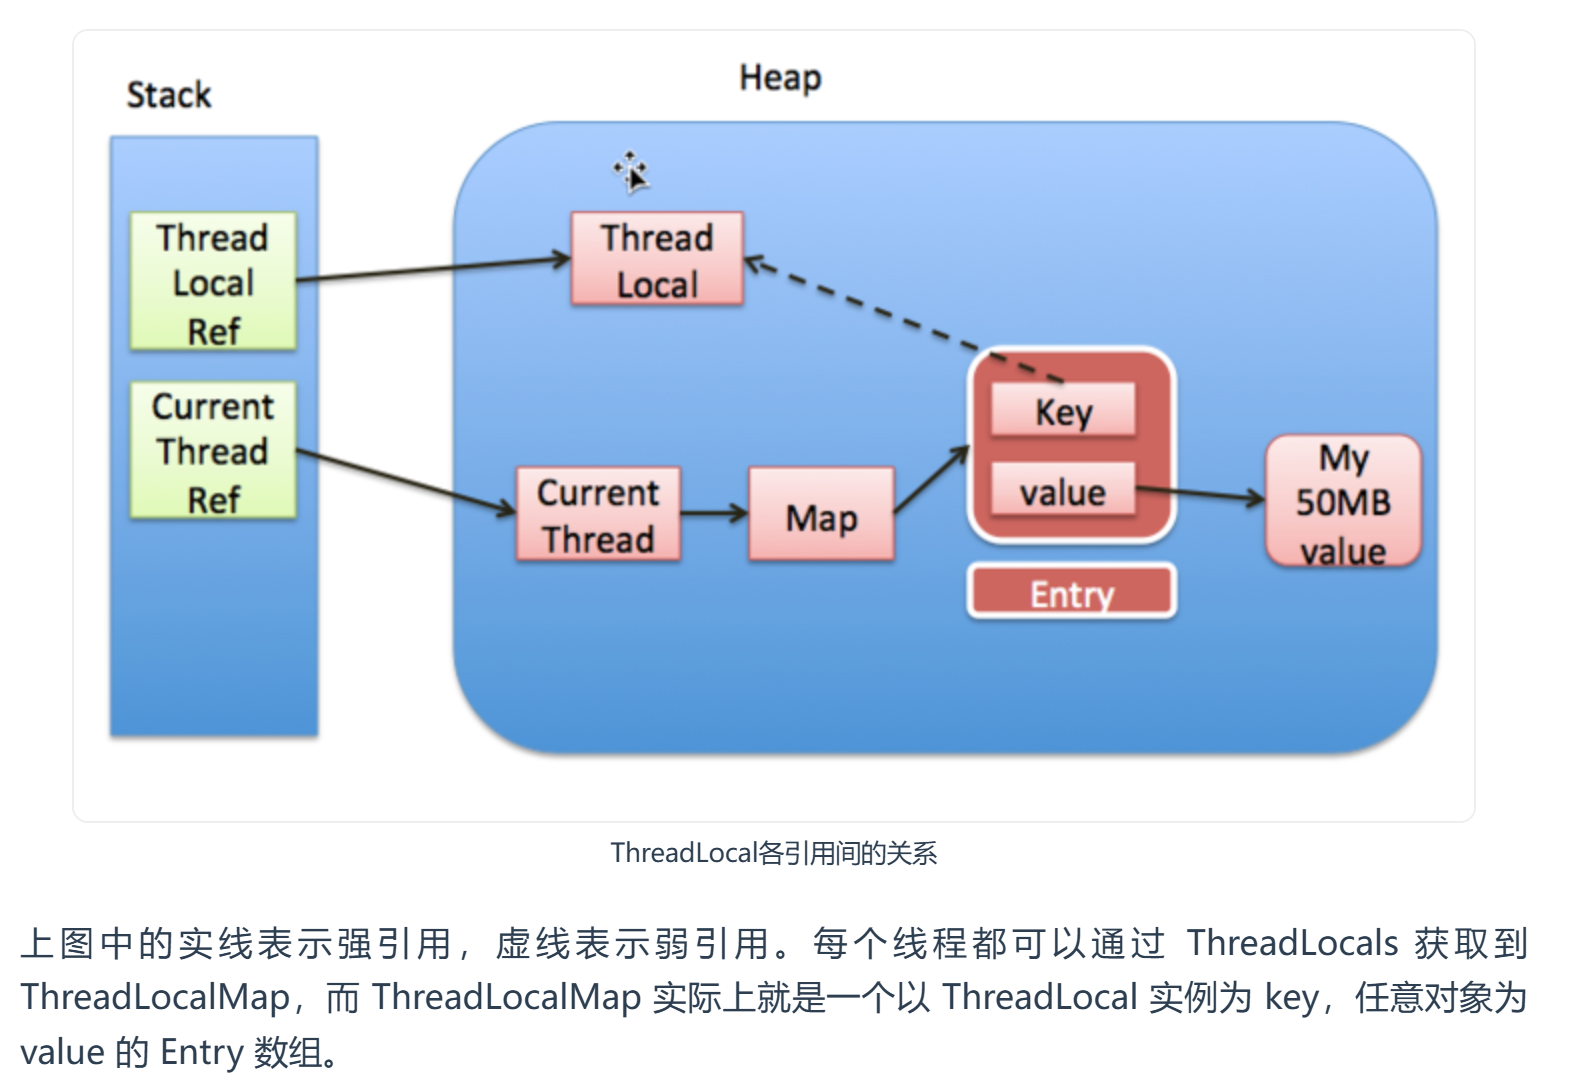 Stack
Heap
Thread
Local
Ref
Thread
Local
Current
Thread
Ref
Current
Thread
Map
Key
value
My
50MB
value
Entry
ThreadLocal各引用间的关系
上图中的实线表示强引用，虚线表示弱引用。每个线程都可以通过 ThreadLocals 获取到
ThreadLocalMap，而 ThreadLocalMap 实际上就是一个以 ThreadLocal 实例为 key，任意对象为
value 的 Entry 数组。